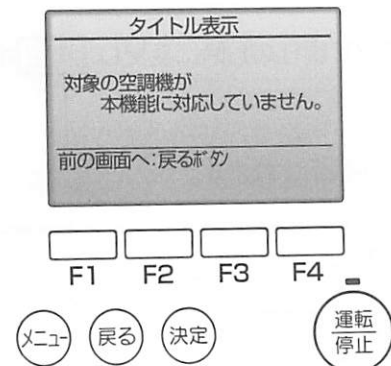 タイトル表示
対象の空調機が
本機能に対応していません。
前の画面へ:戻るボタン
F1 F2 F3 F4
メニュー 戻る 決定 運転
停止